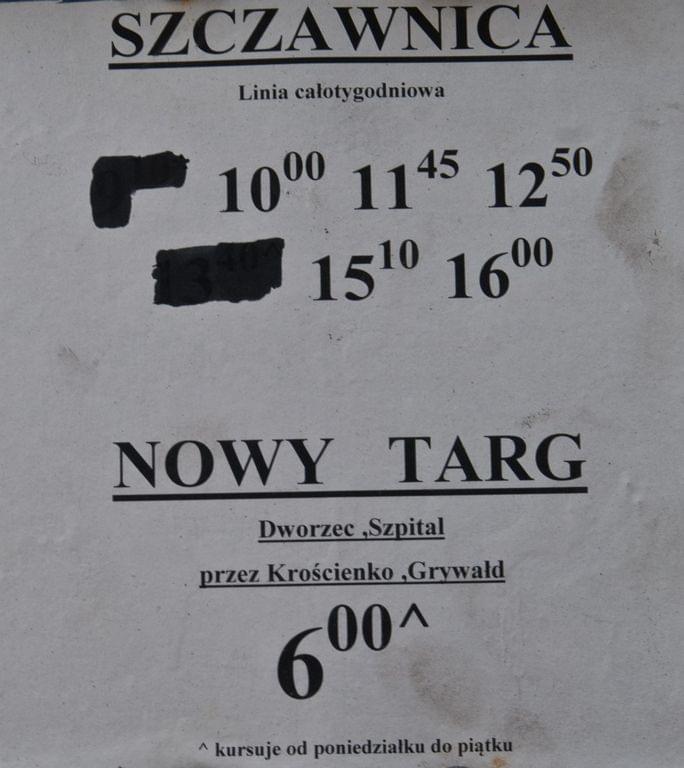 SZCZAWNICA
Linia całotygodniowa
10⁰⁰ 11⁴⁵ 12⁵⁰
15¹⁰ 16⁰⁰
NOWY TARG
Dworzec ,Szpital
przez Krościenko ,Grywałd
6⁰⁰^
^ kursuje od poniedziałku do piątku